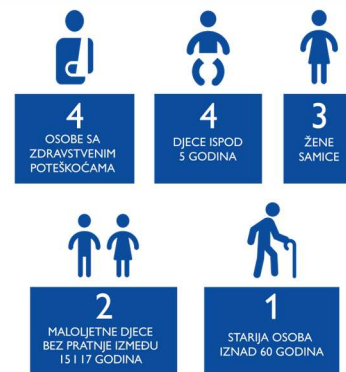 4
OSOBE SA
ZDRAVSTVENIM
POTEŠKOĆAMA
4
DJECE ISPOD
5 GODINA
3
ŽENE
SAMICE
2
MALOLJETNE DJECE
BEZ PRATNJE IZMEĐU
15 I 17 GODINA
1
STARIJA OSOBA
IZNAD 60 GODINA